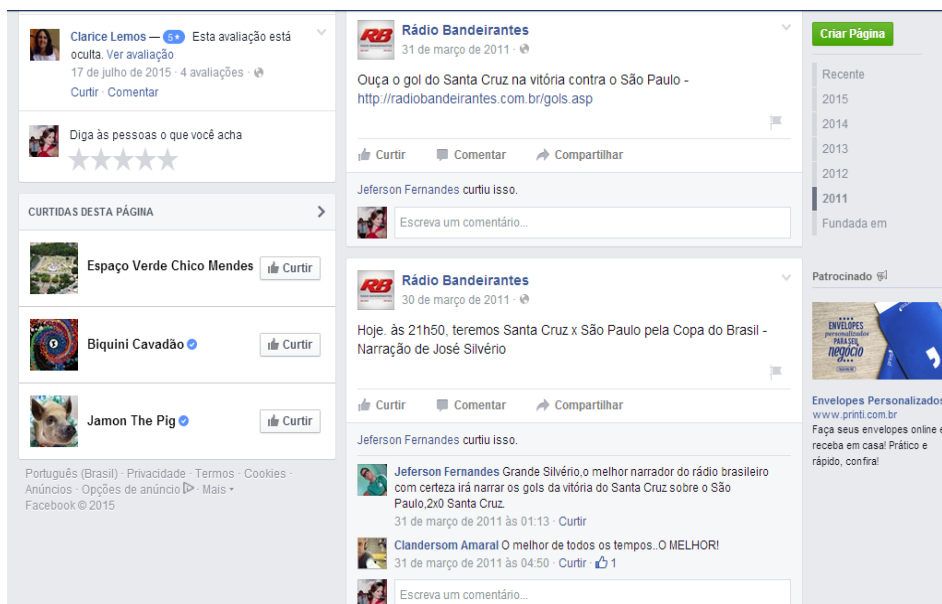 Clarice Lemos — 5★ Esta avaliação está
oculta. Ver avaliação
17 de julho de 2015 · 4 avaliações ·
Curtir · Comentar
Diga às pessoas o que você acha
CURTIDAS DESTA PÁGINA
Espaço Verde Chico Mendes Curtir
Biquini Cavadão Curtir
Jamon The Pig Curtir
Português (Brasil) · Privacidade · Termos · Cookies ·
Anúncios · Opções de anúncio · Mais
Facebook © 2015
RB
Rádio Bandeirantes
31 de março de 2011 ·
Ouça o gol do Santa Cruz na vitória contra o São Paulo -
http://radiobandeirantes.com.br/gols.asp
Curtir Comentar Compartilhar
Jeferson Fernandes curtiu isso.
Escreva um comentário...
RB
Rádio Bandeirantes
30 de março de 2011 ·
Hoje. às 21h50, teremos Santa Cruz x São Paulo pela Copa do Brasil -
Narração de José Silvério
Curtir Comentar Compartilhar
Jeferson Fernandes curtiu isso.
Jeferson Fernandes Grande Silvério,o melhor narrador do rádio brasileiro
com certeza irá narrar os gols da vitória do Santa Cruz sobre o São
Paulo,2x0 Santa Cruz.
31 de março de 2011 às 01:13 · Curtir
Clandersom Amaral O melhor de todos os tempos..O MELHOR!
31 de março de 2011 às 04:50 · Curtir · 1
Escreva um comentário...
Criar Página
Recente
2015
2014
2013
2012
2011
Fundada em
Patrocinado
ENVELOPES
personalizados
PARA SEU
negócio
Envelopes Personalizados
www.printi.com.br
Faça seus envelopes online e
receba em casa! Prático e
rápido, confira!